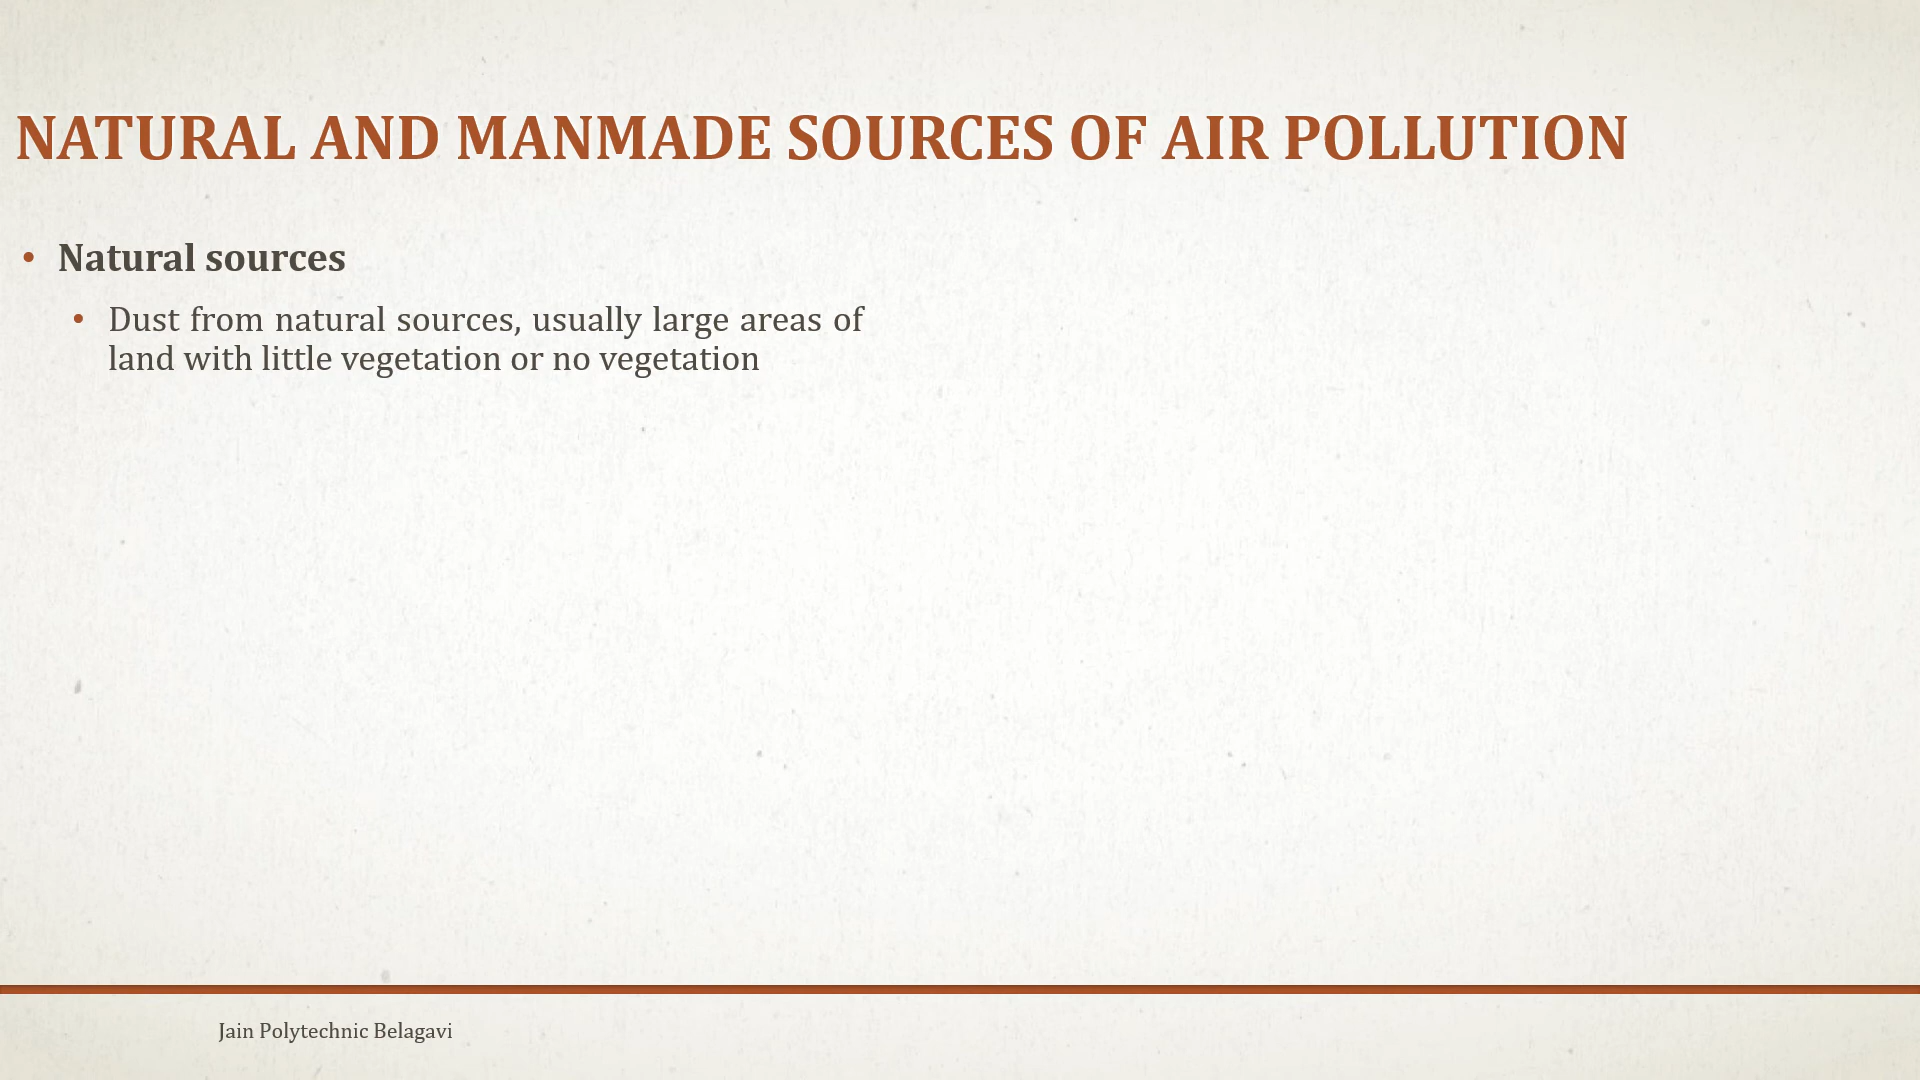 NATURAL AND MANMADE SOURCES OF AIR POLLUTION
• Natural sources
• Dust from natural sources, usually large areas of
land with little vegetation or no vegetation
Jain Polytechnic Belagavi